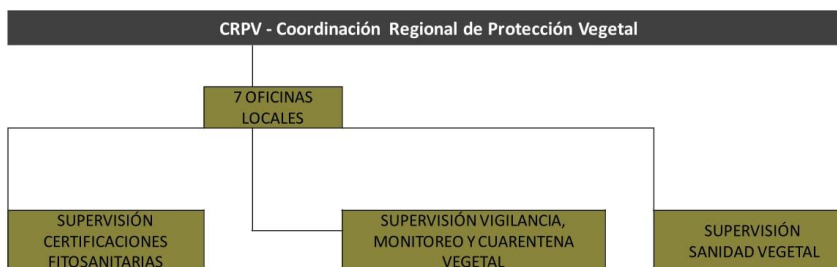 CRPV - Coordinación Regional de Protección Vegetal
7 OFICINAS
LOCALES
SUPERVISIÓN
CERTIFICACIONES
FITOSANITARIAS
SUPERVISIÓN VIGILANCIA,
MONITOREO Y CUARENTENA
VEGETAL
SUPERVISIÓN
SANIDAD VEGETAL